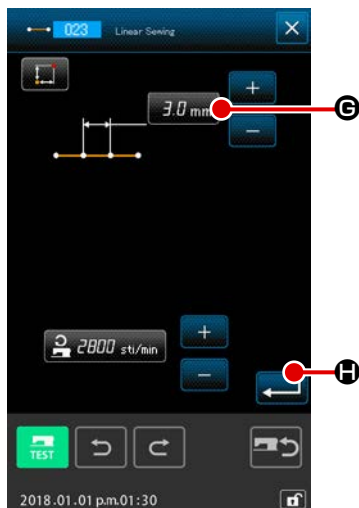 023 Linear Sewing
3.0 mm
G
2800 sti/min
H
TEST
2018.01.01 p.m.01:30